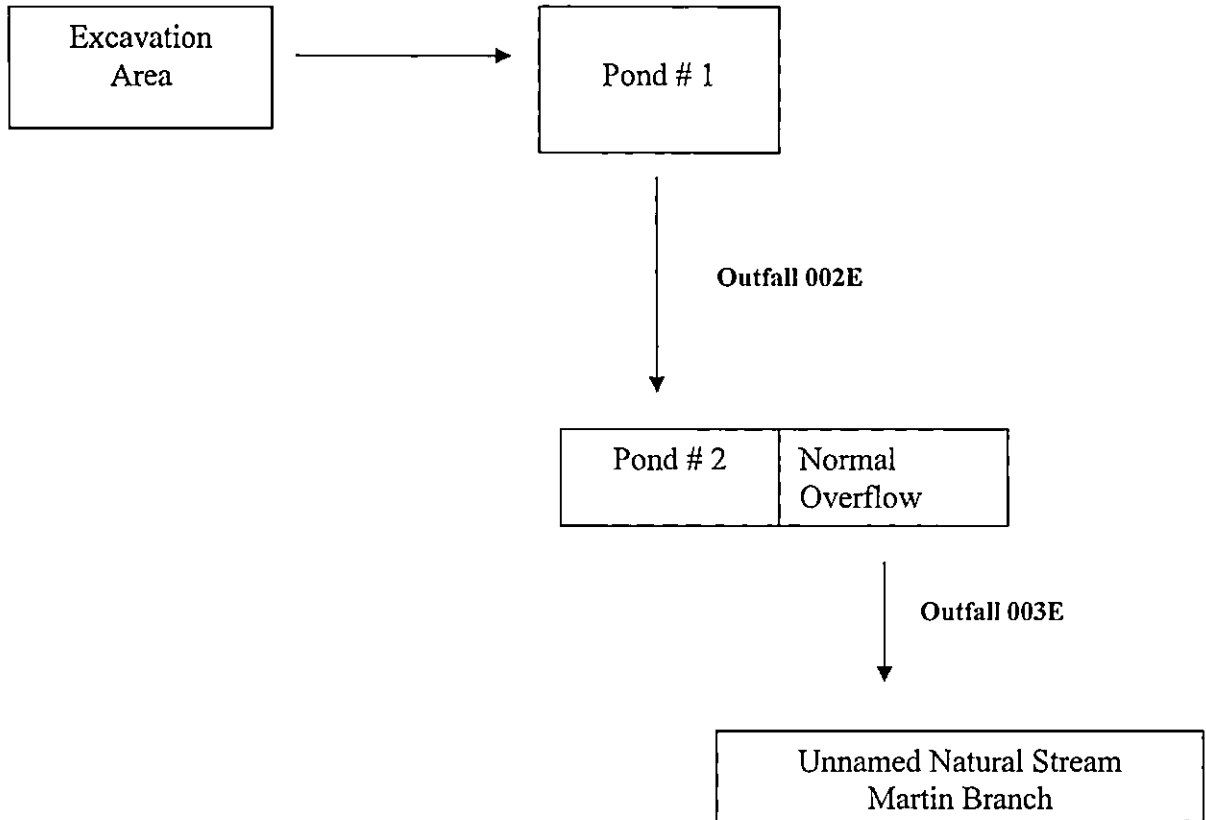 Excavation
Area
Pond # 1
Outfall 002E
Pond # 2
Normal
Overflow
Outfall 003E
Unnamed Natural Stream
Martin Branch